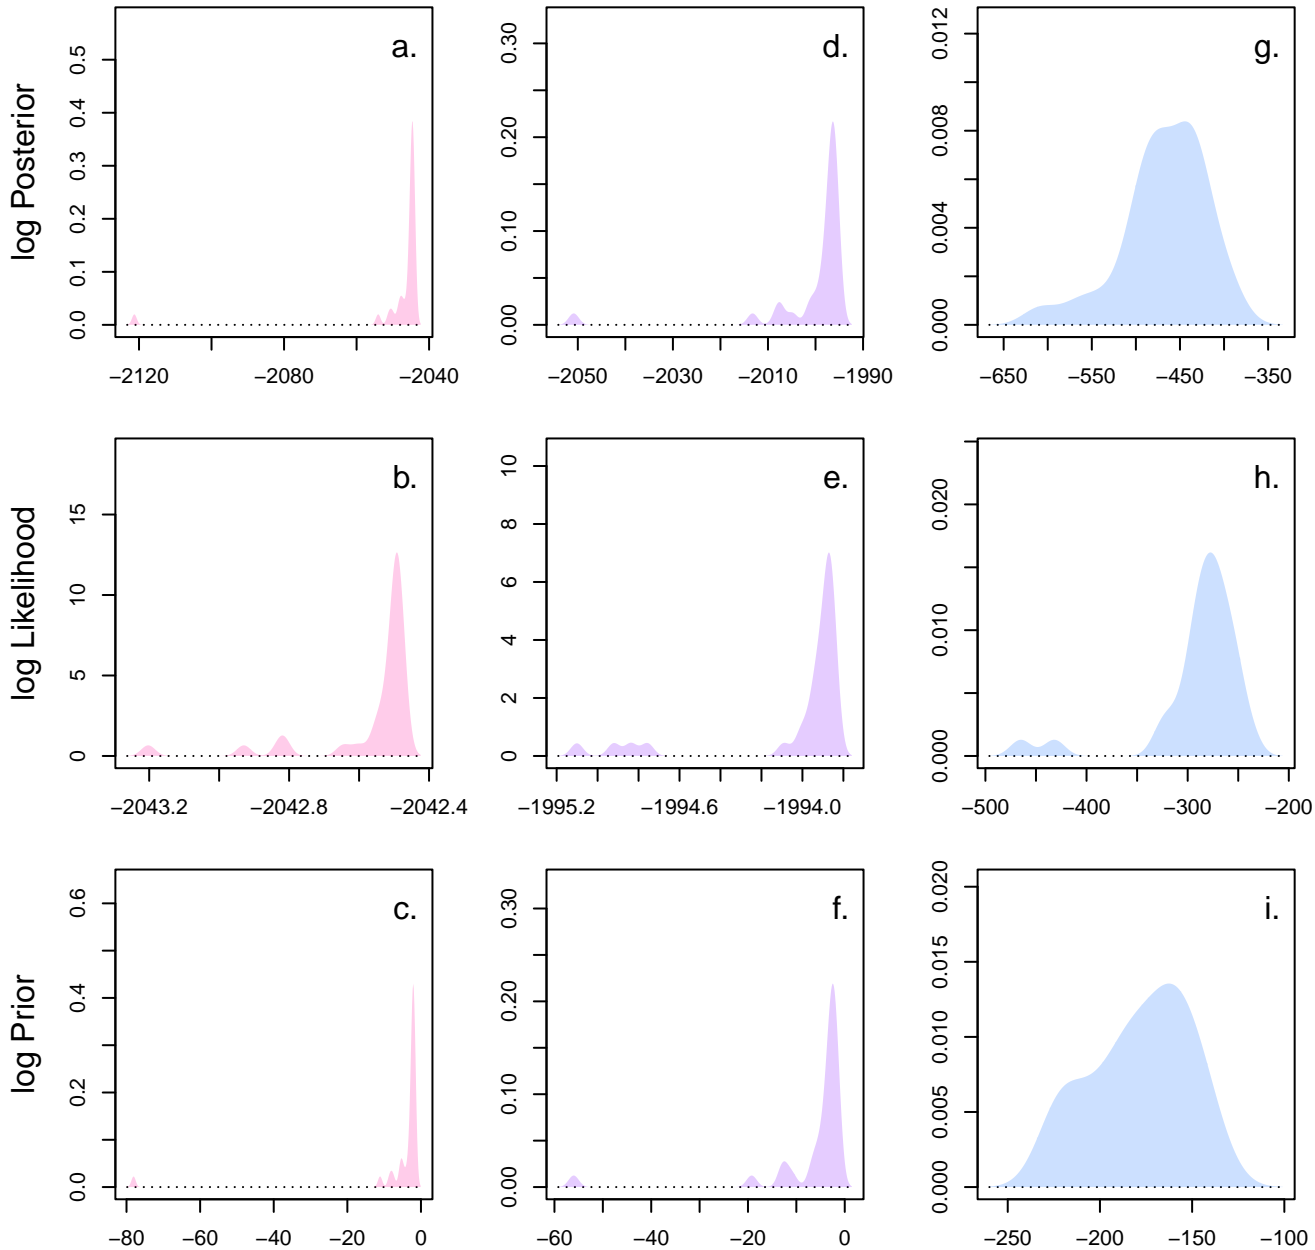 log Posterior
0.0 0.1 0.2 0.3 0.4 0.5
a.
−2120 −2080 −2040
0.00 0.10 0.20 0.30
d.
−2050 −2030 −2010 −1990
0.000 0.004 0.008 0.012
g.
−650 −550 −450 −350
log Likelihood
0 5 10 15
b.
−2043.2 −2042.8 −2042.4
0 2 4 6 8 10
e.
−1995.2 −1994.6 −1994.0
0.000 0.010 0.020
h.
−500 −400 −300 −200
log Prior
0.0 0.2 0.4 0.6
c.
−80 −60 −40 −20 0
0.00 0.10 0.20 0.30
f.
−60 −40 −20 0
0.000 0.005 0.010 0.015 0.020
i.
−250 −200 −150 −100